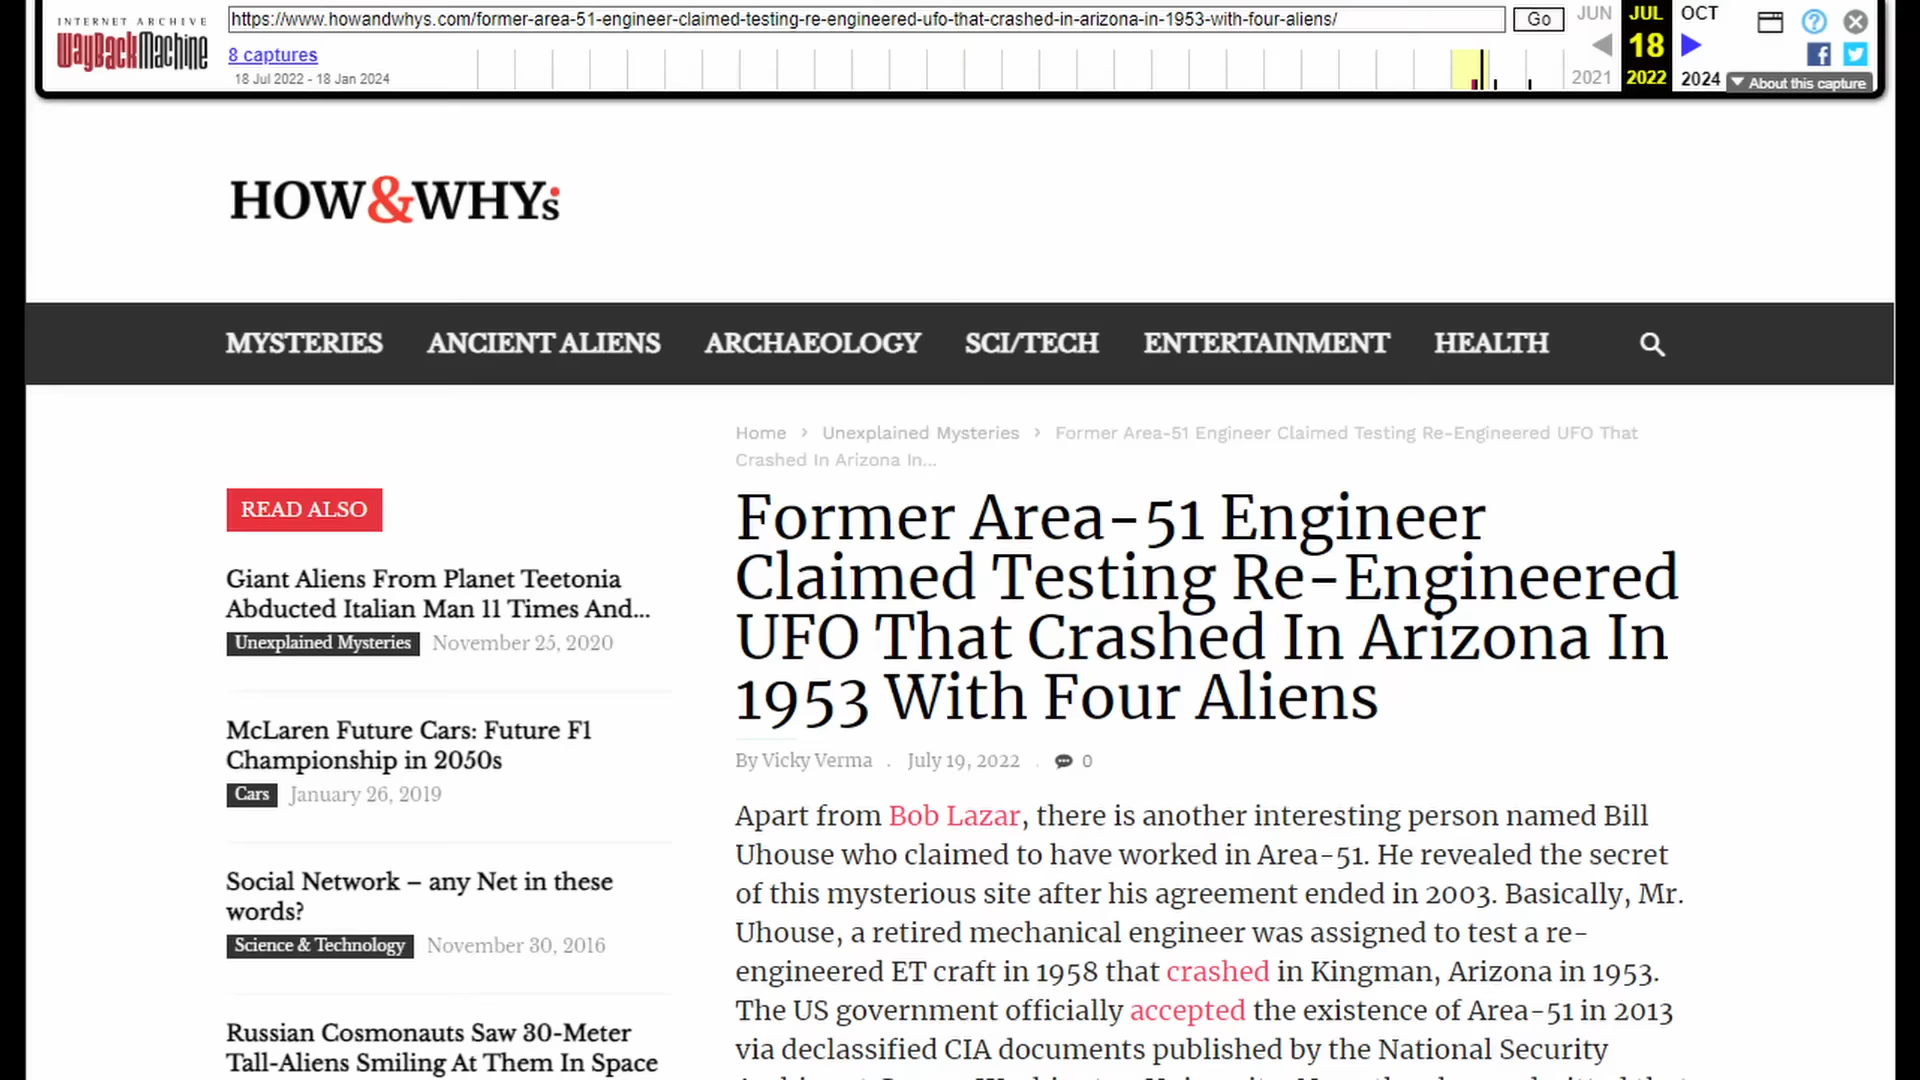 INTERNET ARCHIVE
WayBackMachine
https://www.howandwhys.com/former-area-51-engineer-claimed-testing-re-engineered-ufo-that-crashed-in-arizona-in-1953-with-four-aliens/
Go
JUN
JUL
OCT
8 captures
18
18 Jul 2022 - 18 Jan 2024
2021
2022
2024
About this capture
HOW&WHYs
MYSTERIES
ANCIENT ALIENS
ARCHAEOLOGY
SCI/TECH
ENTERTAINMENT
HEALTH
Home › Unexplained Mysteries › Former Area-51 Engineer Claimed Testing Re-Engineered UFO That
Crashed In Arizona In...
READ ALSO
Giant Aliens From Planet Teetonia
Abducted Italian Man 11 Times And...
Unexplained Mysteries November 25, 2020
McLaren Future Cars: Future F1
Championship in 2050s
Cars January 26, 2019
Social Network – any Net in these
words?
Science & Technology November 30, 2016
Russian Cosmonauts Saw 30-Meter
Tall-Aliens Smiling At Them In Space
Former Area-51 Engineer
Claimed Testing Re-Engineered
UFO That Crashed In Arizona In
1953 With Four Aliens
By Vicky Verma . July 19, 2022 . 0
Apart from Bob Lazar, there is another interesting person named Bill
Uhouse who claimed to have worked in Area-51. He revealed the secret
of this mysterious site after his agreement ended in 2003. Basically, Mr.
Uhouse, a retired mechanical engineer was assigned to test a re-
engineered ET craft in 1958 that crashed in Kingman, Arizona in 1953.
The US government officially accepted the existence of Area-51 in 2013
via declassified CIA documents published by the National Security